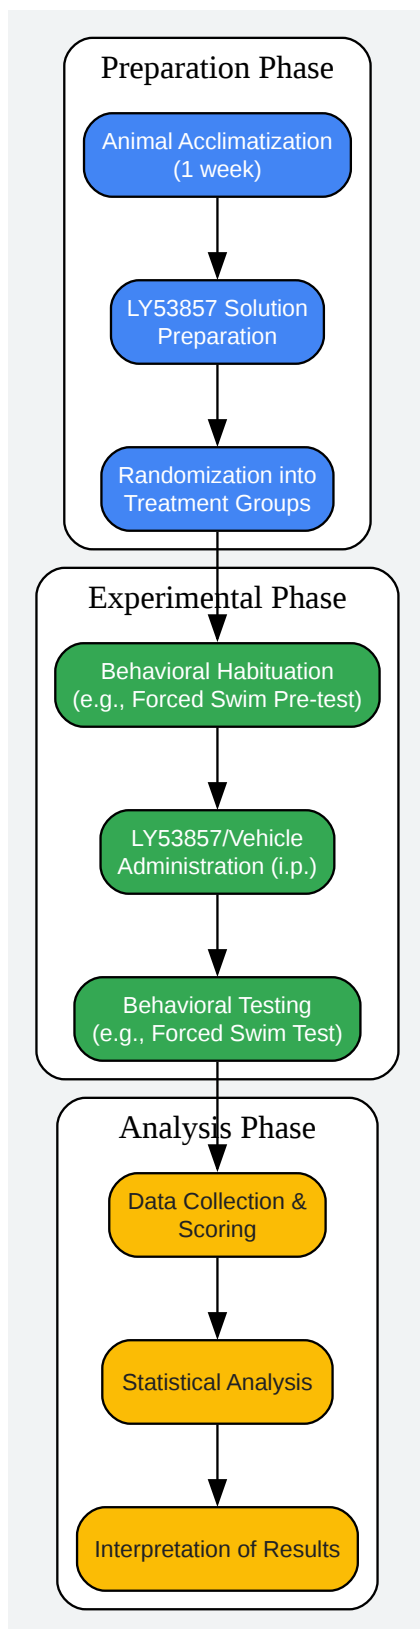 Preparation Phase
Animal Acclimatization
(1 week)
LY53857 Solution
Preparation
Randomization into
Treatment Groups
Experimental Phase
Behavioral Habituation
(e.g., Forced Swim Pre-test)
LY53857/Vehicle
Administration (i.p.)
Behavioral Testing
(e.g., Forced Swim Test)
Analysis Phase
Data Collection &
Scoring
Statistical Analysis
Interpretation of Results